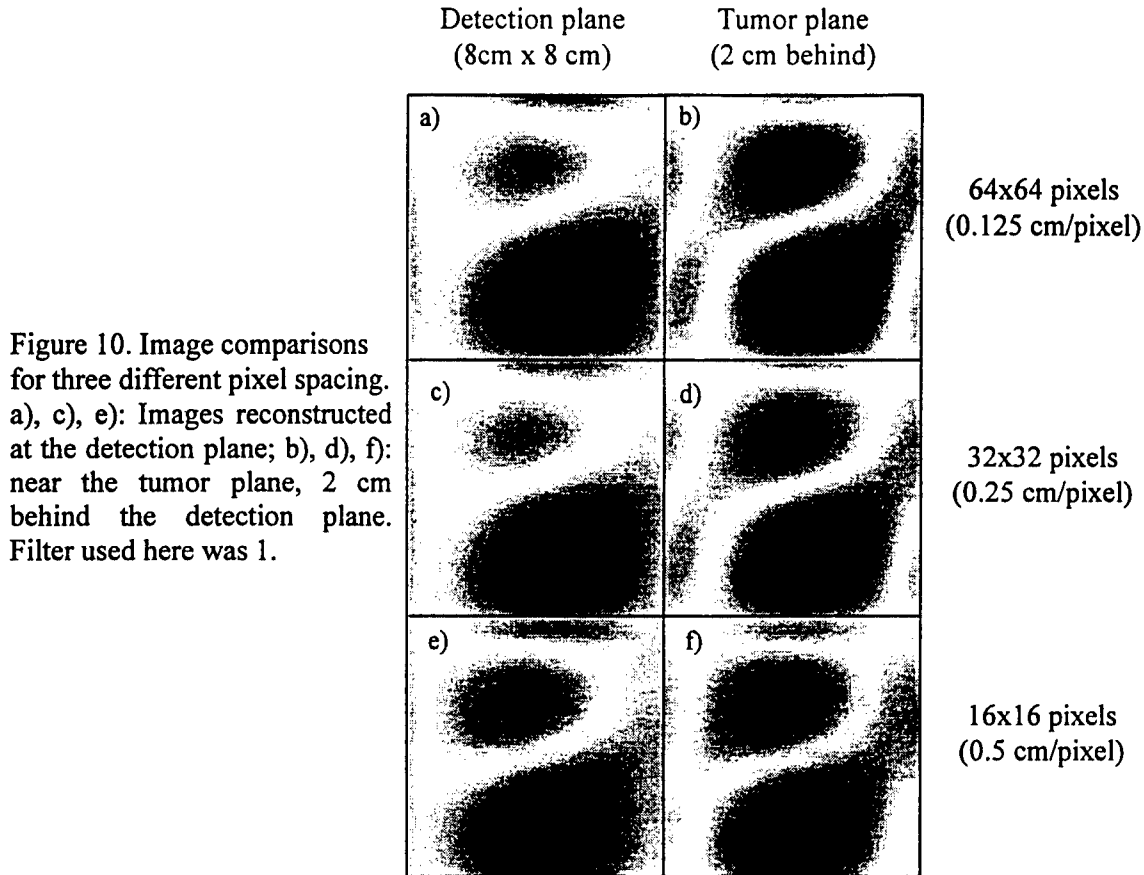 Detection plane
(8cm x 8 cm)
Tumor plane
(2 cm behind)
a)
b)
64x64 pixels
(0.125 cm/pixel)
c)
d)
32x32 pixels
(0.25 cm/pixel)
e)
f)
16x16 pixels
(0.5 cm/pixel)
Figure 10. Image comparisons
for three different pixel spacing.
a), c), e): Images reconstructed
at the detection plane; b), d), f):
near the tumor plane, 2 cm
behind the detection plane.
Filter used here was 1.